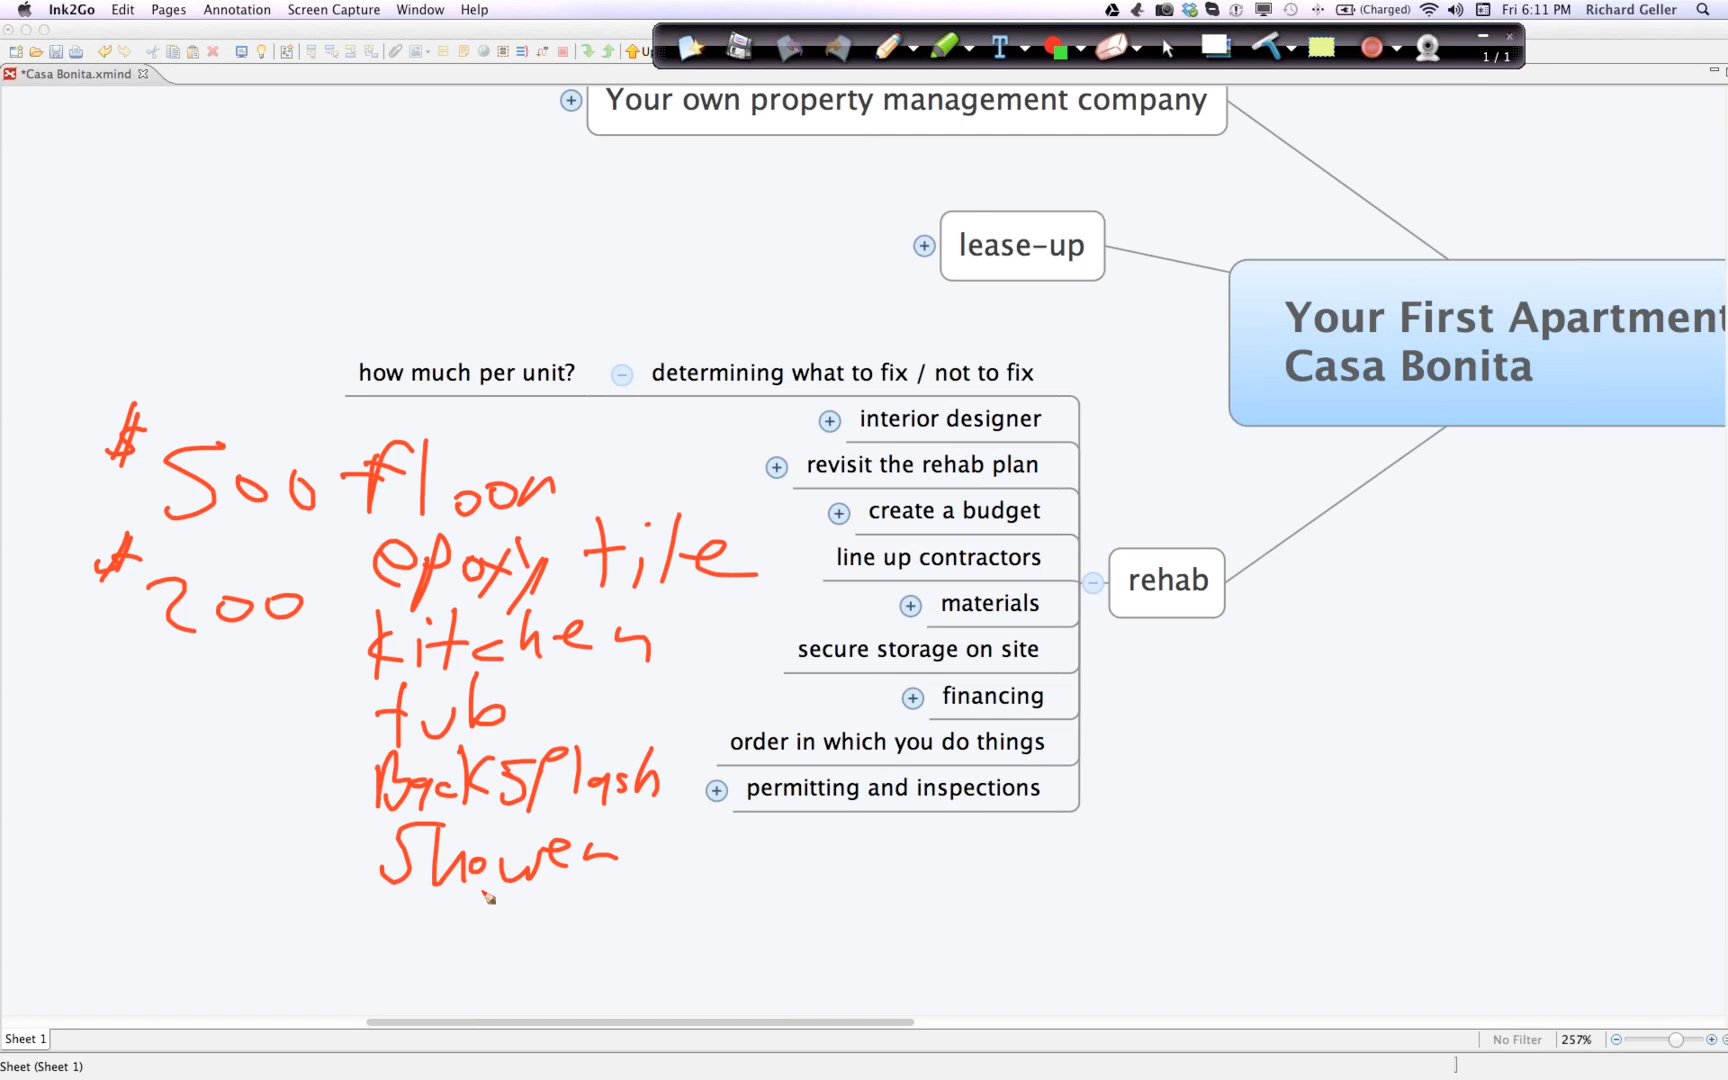 Ink2Go Edit Pages Annotation Screen Capture Window Help (Charged) Fri 6:11 PM Richard Geller
1 / 1
*Casa Bonita.xmind
Your own property management company
lease-up
Your First Apartment
Casa Bonita
how much per unit? determining what to fix / not to fix
interior designer
revisit the rehab plan
create a budget
line up contractors
materials
secure storage on site
financing
order in which you do things
permitting and inspections
rehab
$500 floor
$200 epoxy tile
kitchen
tub
BackSplash
Shower
Sheet 1
No Filter 257%
Sheet (Sheet 1)